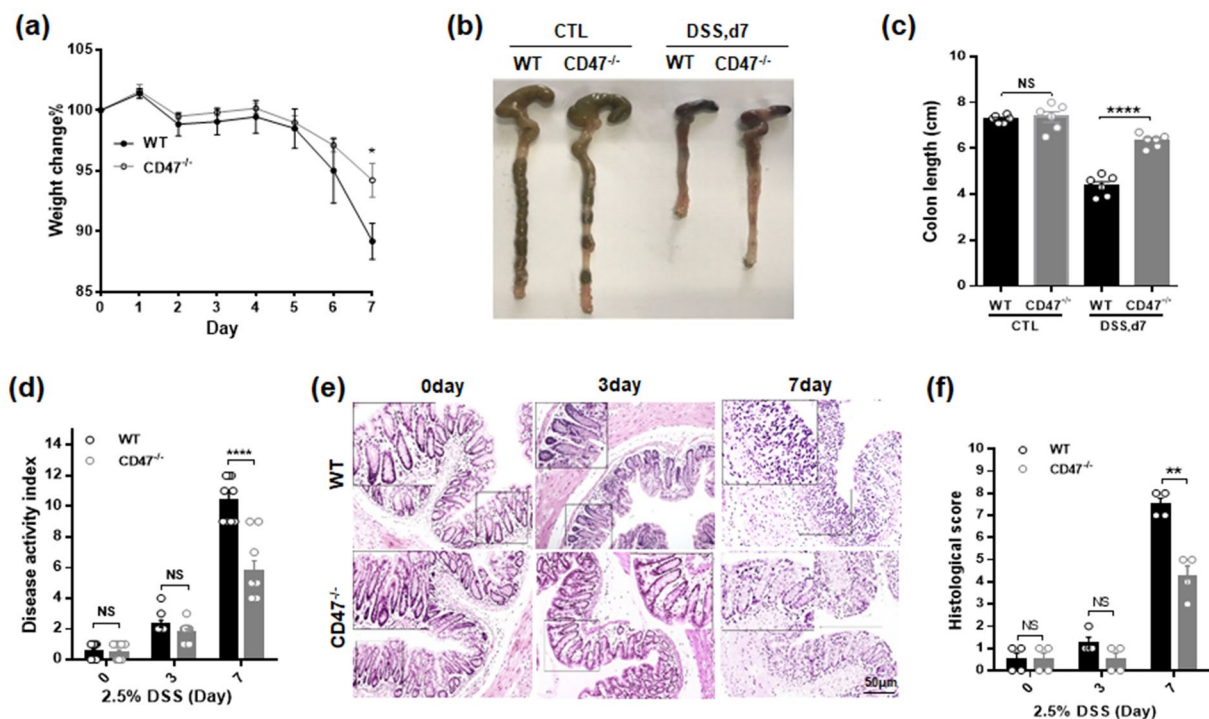 (a)
105
100
95
90
85
Weight change%
WT
CD47-/-
*
0 1 2 3 4 5 6 7
Day
(b)
CTL DSS,d7
WT CD47-/- WT CD47-/-
(c)
10
8
6
4
2
0
Colon length (cm)
NS
****
WT CD47-/- WT CD47-/-
CTL DSS,d7
(d)
14
12
10
8
6
4
2
0
Disease activity index
WT
CD47-/-
NS
NS
****
0 3 7
2.5% DSS (Day)
(e)
0day 3day 7day
WT
CD47-/-
50μm
(f)
10
9
8
7
6
5
4
3
2
1
0
Histological score
WT
CD47-/-
NS
NS
**
0 3 7
2.5% DSS (Day)